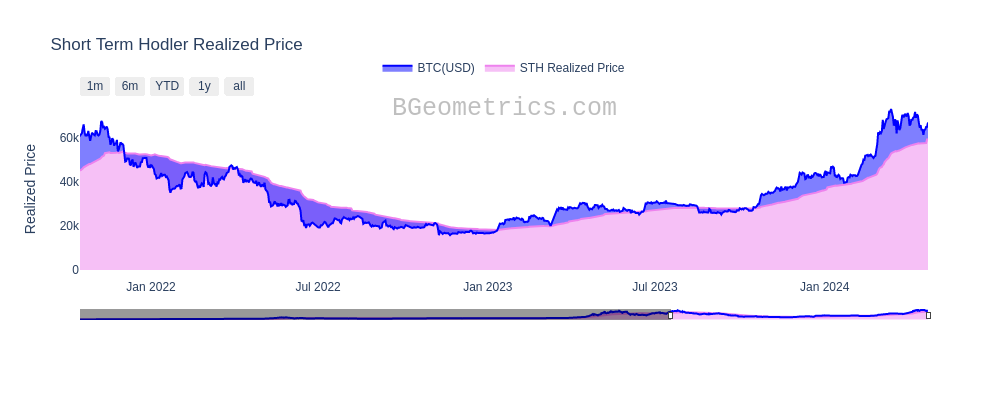 Short Term Hodler Realized Price
BTC(USD) STH Realized Price
1m 6m YTD 1y all
BGeometrics.com
Realized Price
60k
40k
20k
0
Jan 2022 Jul 2022 Jan 2023 Jul 2023 Jan 2024